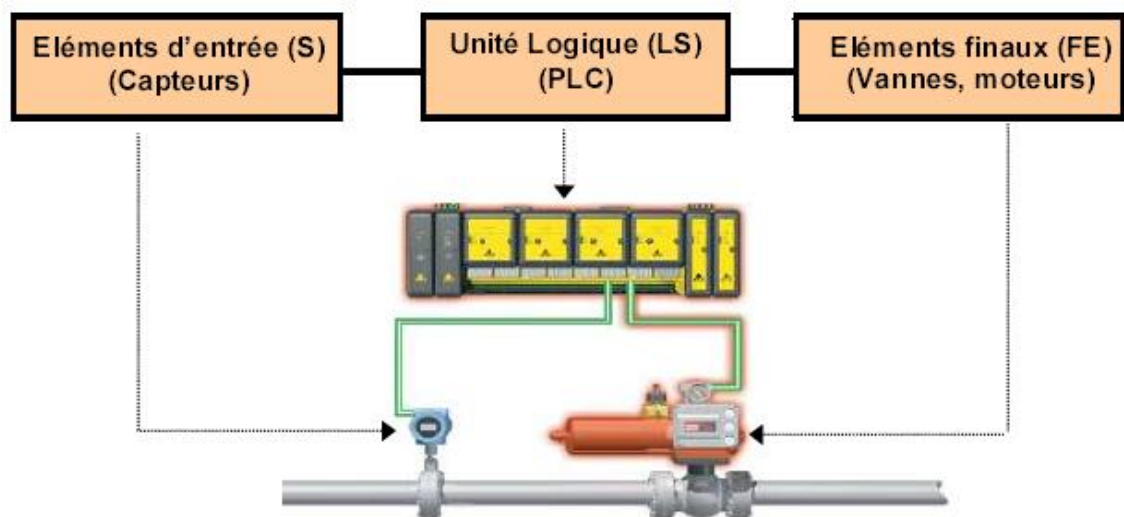 Eléments d'entrée (S)
(Capteurs)
Unité Logique (LS)
(PLC)
Eléments finaux (FE)
(Vannes, moteurs)